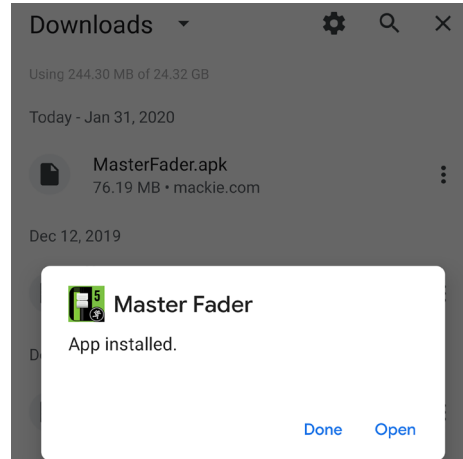 Downloads
Using 244.30 MB of 24.32 GB
Today - Jan 31, 2020
MasterFader.apk
76.19 MB • mackie.com
Dec 12, 2019
5
Master Fader
App installed.
D
Done Open